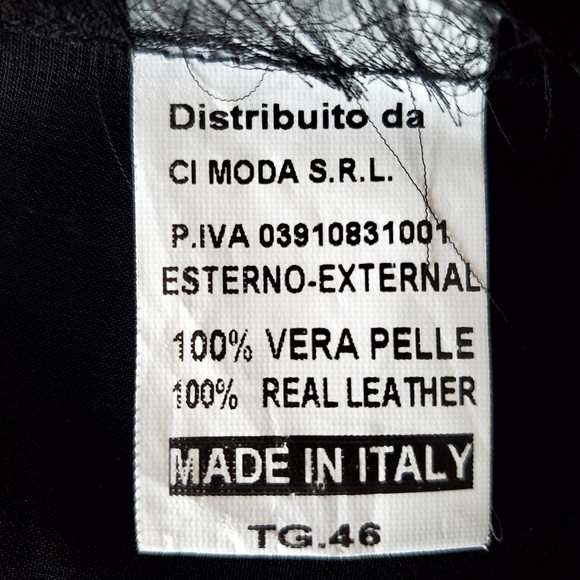 Distribuito da
CI MODA S.R.L.
P.IVA 03910831001
ESTERNO-EXTERNAL
100% VERA PELLE
100% REAL LEATHER
MADE IN ITALY
TG.46